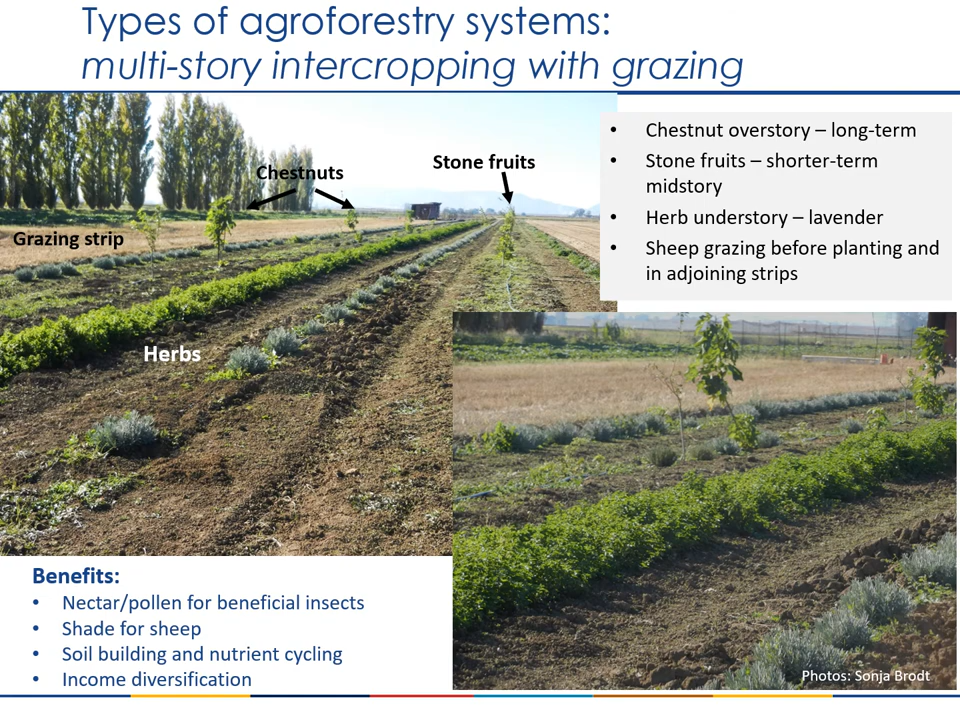 Types of agroforestry systems:
multi-story intercropping with grazing
Chestnuts
Stone fruits
Grazing strip
Herbs
• Chestnut overstory – long-term
• Stone fruits – shorter-term
midstory
• Herb understory – lavender
• Sheep grazing before planting and
in adjoining strips
Benefits:
• Nectar/pollen for beneficial insects
• Shade for sheep
• Soil building and nutrient cycling
• Income diversification
Photos: Sonja Brodt